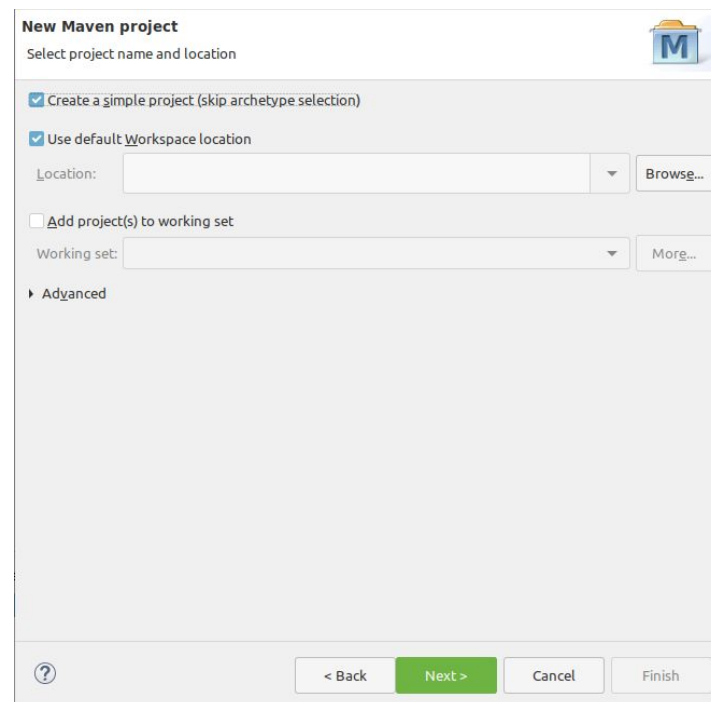 New Maven project
Select project name and location
M
Create a simple project (skip archetype selection)
Use default Workspace location
Location:
Browse...
Add project(s) to working set
Working set:
More...
Advanced
?
< Back
Next >
Cancel
Finish